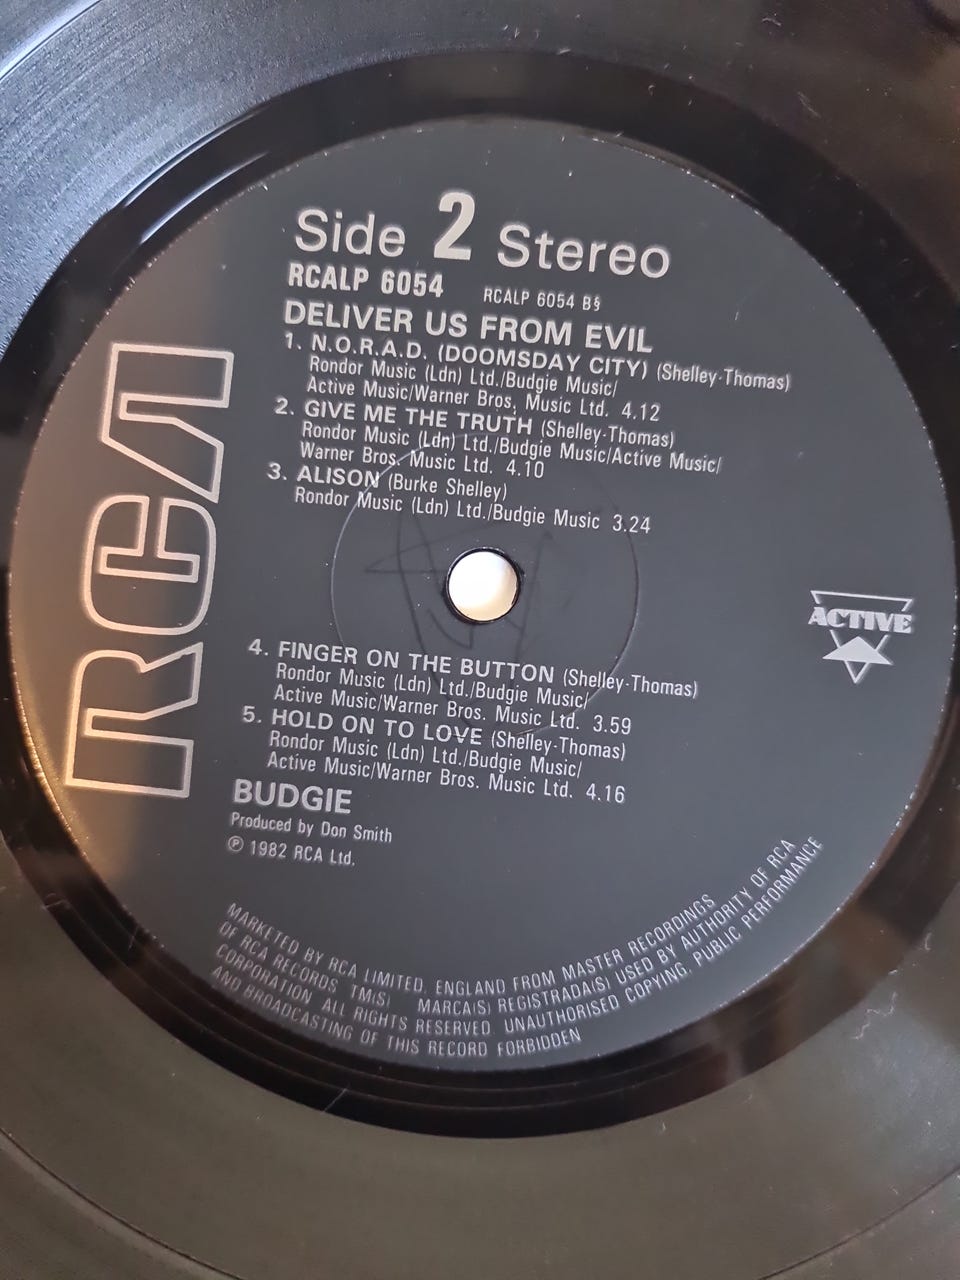 Side 2 Stereo
RCALP 6054 RCALP 6054 B§
DELIVER US FROM EVIL
1. N.O.R.A.D. (DOOMSDAY CITY) (Shelley-Thomas)
Rondor Music (Ldn) Ltd./Budgie Music/
Active Music/Warner Bros. Music Ltd. 4.12
2. GIVE ME THE TRUTH (Shelley-Thomas)
Rondor Music (Ldn) Ltd./Budgie Music/Active Music/
Warner Bros. Music Ltd. 4.10
3. ALISON (Burke Shelley)
Rondor Music (Ldn) Ltd./Budgie Music 3.24
4. FINGER ON THE BUTTON (Shelley-Thomas)
Rondor Music (Ldn) Ltd./Budgie Music/
Active Music/Warner Bros. Music Ltd. 3.59
5. HOLD ON TO LOVE (Shelley-Thomas)
Rondor Music (Ldn) Ltd./Budgie Music/
Active Music/Warner Bros. Music Ltd. 4.16
BUDGIE
Produced by Don Smith
℗ 1982 RCA Ltd.
RCA
ACTIVE
MARKETED BY RCA LIMITED, ENGLAND FROM MASTER RECORDINGS
OF RCA RECORDS TM(S) MARCA(S) REGISTRADA(S) USED BY AUTHORITY OF RCA
CORPORATION ALL RIGHTS RESERVED UNAUTHORISED COPYING, PUBLIC PERFORMANCE
AND BROADCASTING OF THIS RECORD FORBIDDEN